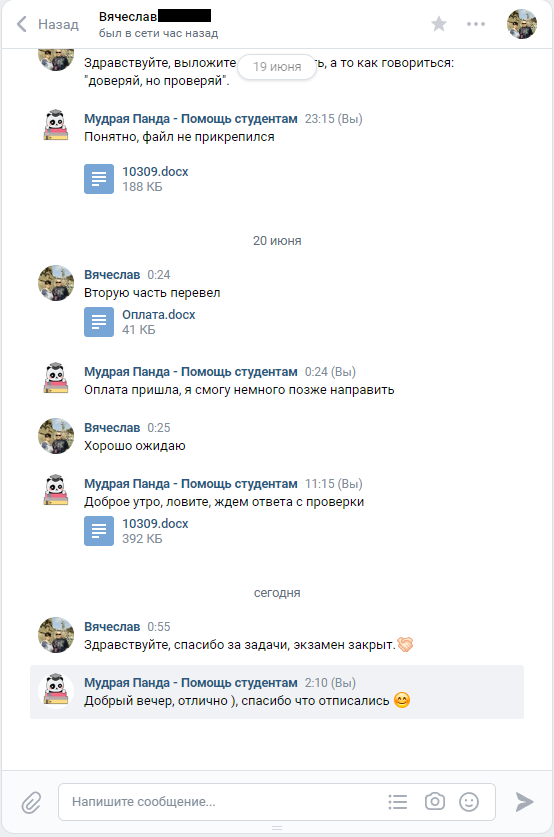 Назад
Вячеслав
был в сети час назад
Здравствуйте, выложите ть, а то как говориться:
19 июня
"доверяй, но проверяй".
Мудрая Панда - Помощь студентам 23:15 (Вы)
Понятно, файл не прикрепился
10309.docx
188 КБ
20 июня
Вячеслав 0:24
Вторую часть перевел
Оплата.docx
41 КБ
Мудрая Панда - Помощь студентам 0:24 (Вы)
Оплата пришла, я смогу немного позже направить
Вячеслав 0:25
Хорошо ожидаю
Мудрая Панда - Помощь студентам 11:15 (Вы)
Доброе утро, ловите, ждем ответа с проверки
10309.docx
392 КБ
сегодня
Вячеслав 0:55
Здравствуйте, спасибо за задачи, экзамен закрыт.
Мудрая Панда - Помощь студентам 2:10 (Вы)
Добрый вечер, отлично ), спасибо что отписались 😊
Напишите сообщение...